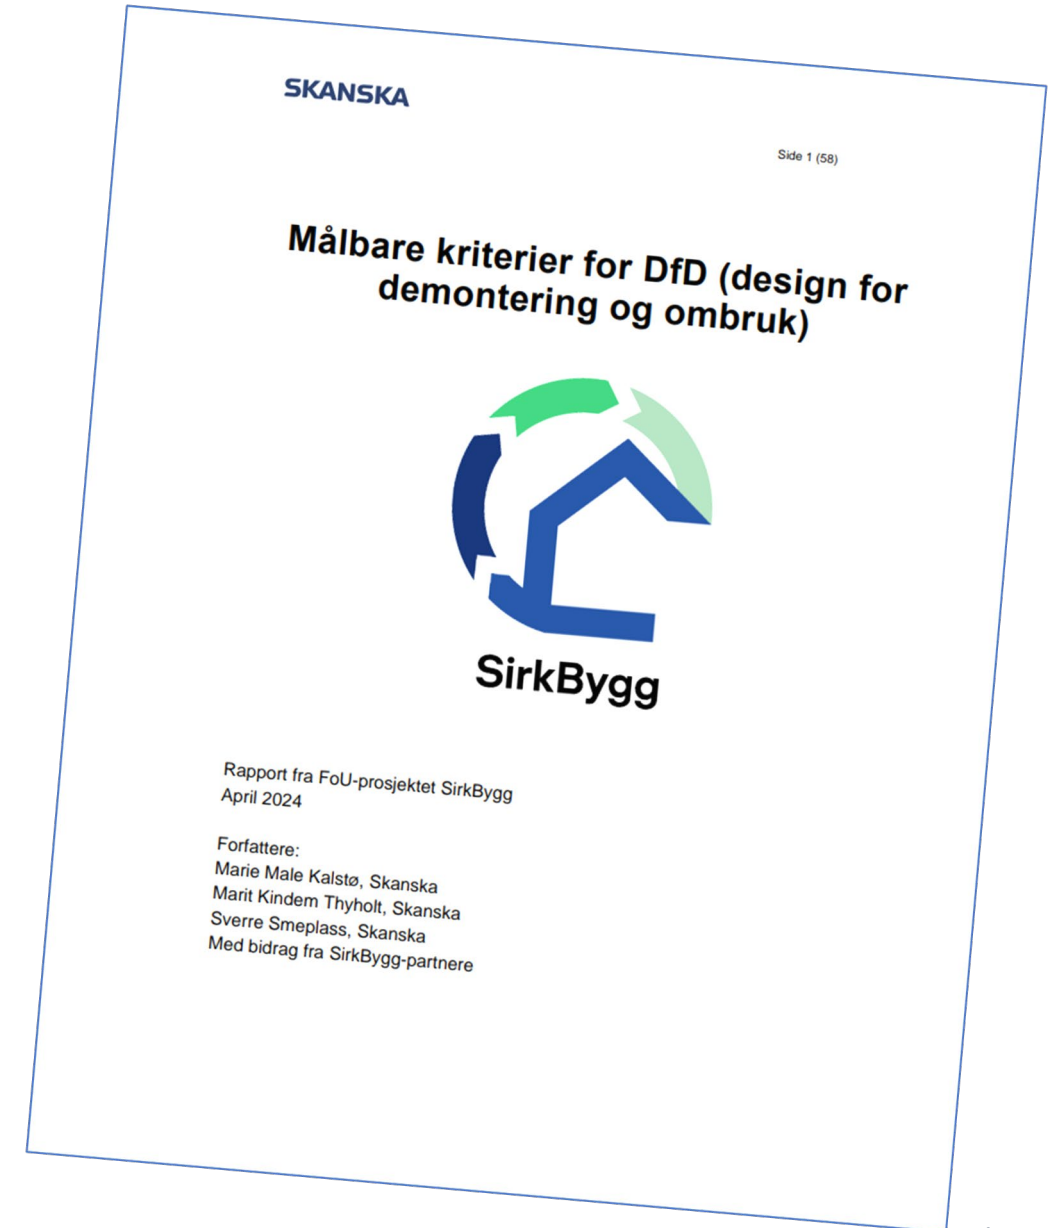 SKANSKA
Side 1 (58)
Målbare kriterier for DfD (design for
demontering og ombruk)
SirkBygg
Rapport fra FoU-prosjektet SirkBygg
April 2024
Forfattere:
Marie Male Kalstø, Skanska
Marit Kindem Thyholt, Skanska
Sverre Smeplass, Skanska
Med bidrag fra SirkBygg-partnere